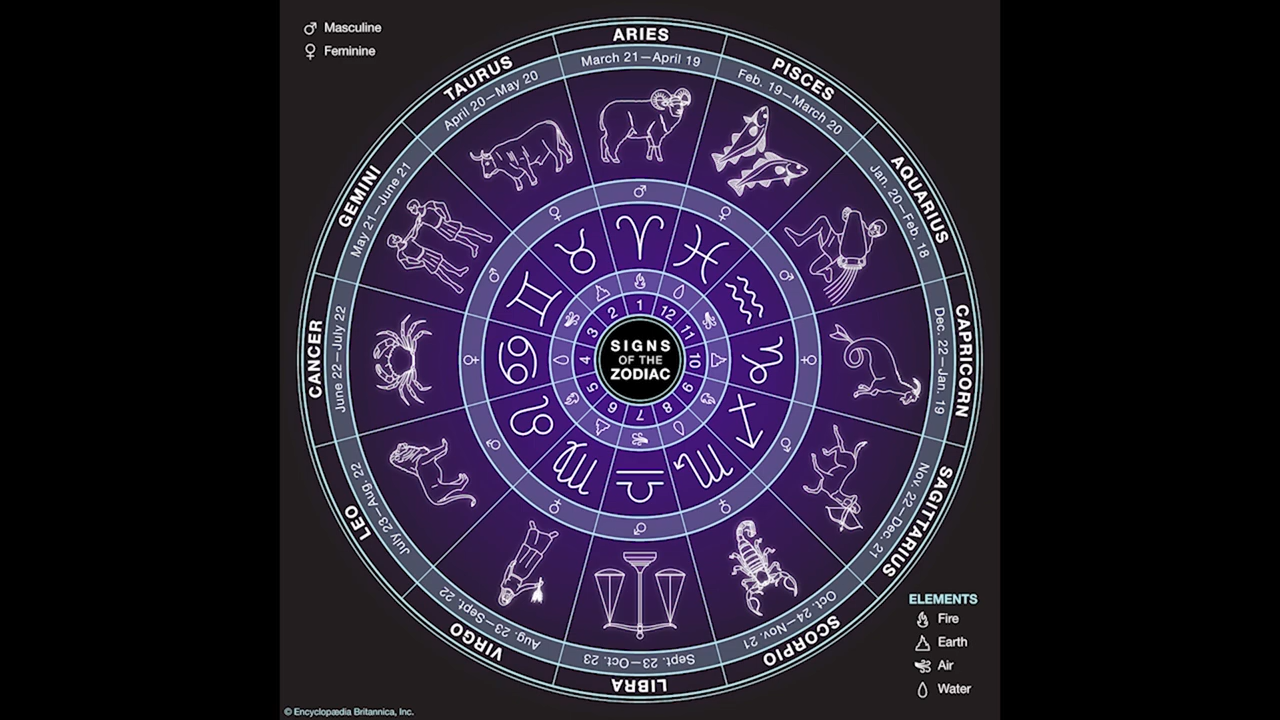 Masculine
Feminine
ARIES
March 21—April 19
PISCES
Feb. 19—March 20
AQUARIUS
Jan. 20—Feb. 18
CAPRICORN
Dec. 22—Jan. 19
SAGITTARIUS
Nov. 22—Dec. 21
SCORPIO
Oct. 24—Nov. 21
LIBRA
Sept. 23—Oct. 23
VIRGO
Aug. 23—Sept. 22
LEO
July 23—Aug. 22
CANCER
June 22—July 22
GEMINI
May 21—June 21
TAURUS
April 20—May 20
1
12
11
10
9
8
7
6
5
4
3
2
SIGNS
OF THE
ZODIAC
ELEMENTS
Fire
Earth
Air
Water
© Encyclopædia Britannica, Inc.